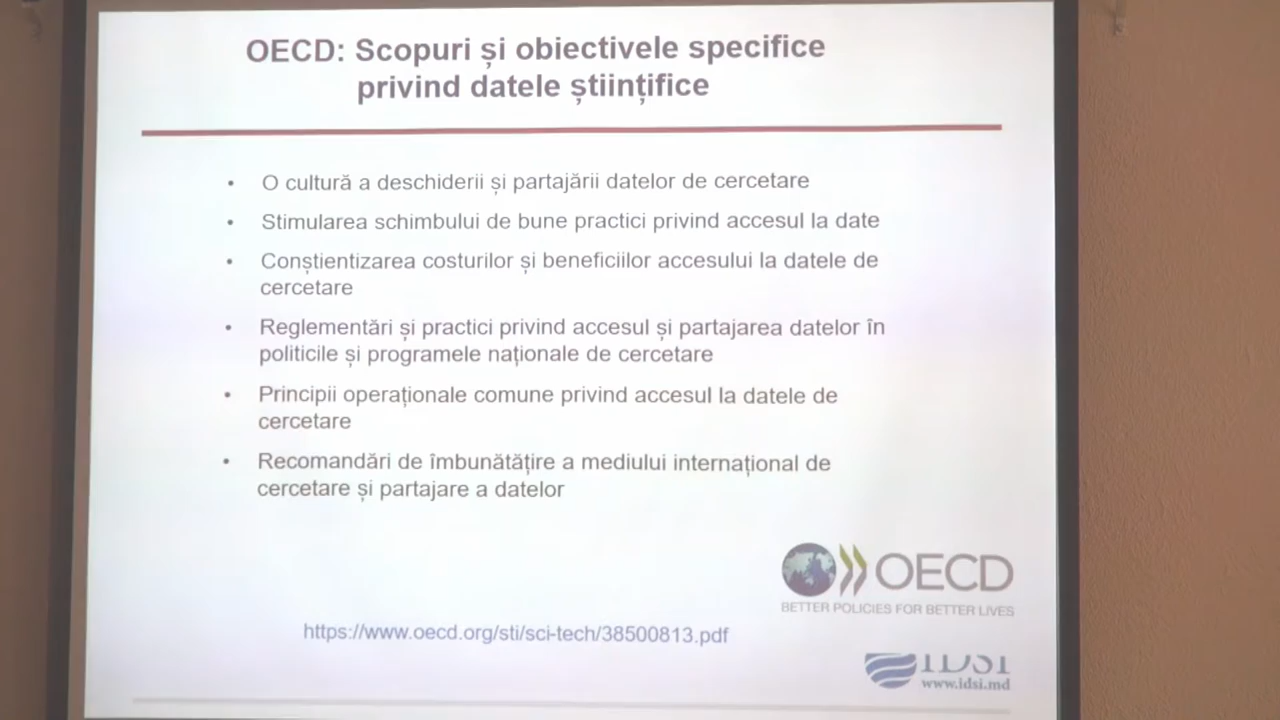 OECD: Scopuri și obiectivele specifice
privind datele științifice
• O cultură a deschiderii și partajării datelor de cercetare
• Stimularea schimbului de bune practici privind accesul la date
• Conștientizarea costurilor și beneficiilor accesului la datele de
cercetare
• Reglementări și practici privind accesul și partajarea datelor în
politicile și programele naționale de cercetare
• Principii operaționale comune privind accesul la datele de
cercetare
• Recomandări de îmbunătățire a mediului internațional de
cercetare și partajare a datelor
OECD
BETTER POLICIES FOR BETTER LIVES
https://www.oecd.org/sti/sci-tech/38500813.pdf
IDSI
www.idsi.md